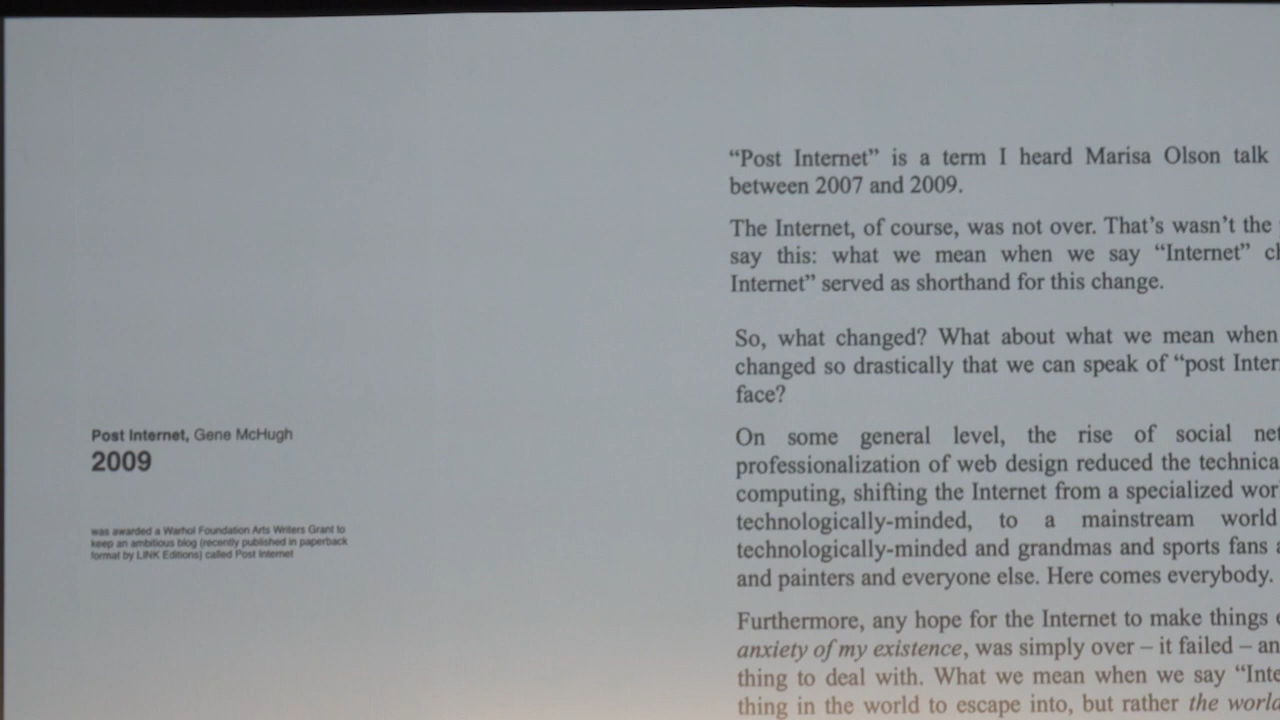 Post Internet, Gene McHugh
2009
was awarded a Warhol Foundation Arts Writers Grant to
keep an ambitious blog (recently published in paperback
format by LINK Editions) called Post Internet
“Post Internet” is a term I heard Marisa Olson talk
between 2007 and 2009.
The Internet, of course, was not over. That’s wasn’t the
say this: what we mean when we say “Internet”
Internet” served as shorthand for this change.
So, what changed? What about what we mean when
changed so drastically that we can speak of “post
face?
On some general level, the rise of social
professionalization of web design reduced the
computing, shifting the Internet from a specialized
technologically-minded, to a mainstream world
technologically-minded and grandmas and sports fans
and painters and everyone else. Here comes everybody.
Furthermore, any hope for the Internet to make things
anxiety of my existence, was simply over – it failed –
thing to deal with. What we mean when we say
thing in the world to escape into, but rather the world